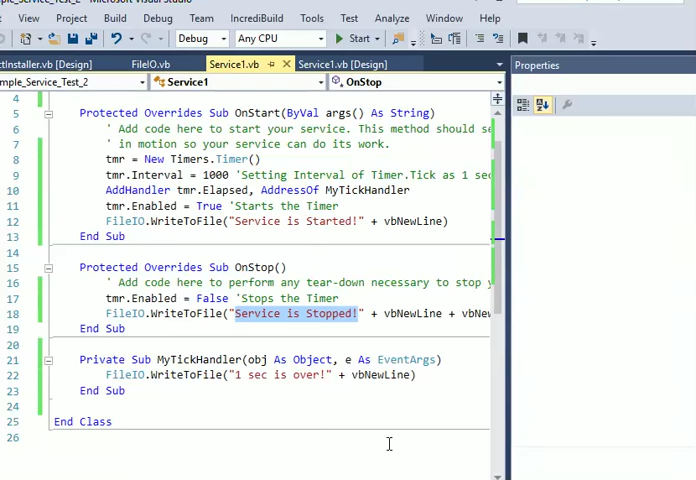 mple_Service_Test_2 - Microsoft Visual Studio
View Project Build Debug Team IncrediBuild Tools Test Analyze Window Help
Debug Any CPU Start
ctInstaller.vb [Design] FileIO.vb Service1.vb Service1.vb [Design]
mple_Service_Test_2 Service1 OnStop
Properties
4
5 Protected Overrides Sub OnStart(ByVal args() As String)
6 ' Add code here to start your service. This method should se
7 ' in motion so your service can do its work.
8 tmr = New Timers.Timer()
9 tmr.Interval = 1000 'Setting Interval of Timer.Tick as 1 sec
10 AddHandler tmr.Elapsed, AddressOf MyTickHandler
11 tmr.Enabled = True 'Starts the Timer
12 FileIO.WriteToFile("Service is Started!" + vbNewLine)
13 End Sub
14
15 Protected Overrides Sub OnStop()
16 ' Add code here to perform any tear-down necessary to stop y
17 tmr.Enabled = False 'Stops the Timer
18 FileIO.WriteToFile("Service is Stopped!" + vbNewLine + vbNew
19 End Sub
20
21 Private Sub MyTickHandler(obj As Object, e As EventArgs)
22 FileIO.WriteToFile("1 sec is over!" + vbNewLine)
23 End Sub
24
25 End Class
26